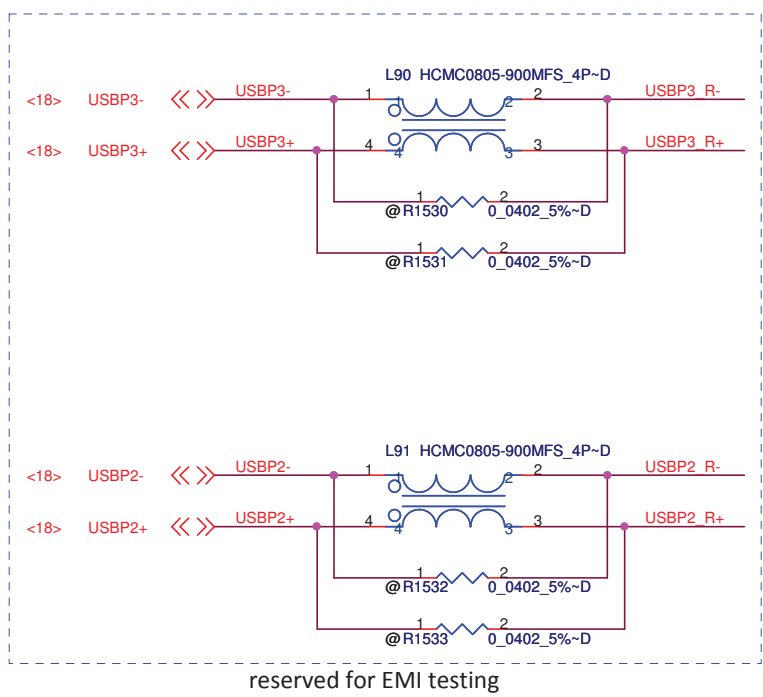 L90 HCMC0805-900MFS_4P~D
<18> USBP3- USBP3- 1 1 2 2 USBP3_R-
<18> USBP3+ USBP3+ 4 4 3 3 USBP3_R+
1 2
@R1530 0_0402_5%~D
1 2
@R1531 0_0402_5%~D
L91 HCMC0805-900MFS_4P~D
<18> USBP2- USBP2- 1 1 2 2 USBP2_R-
<18> USBP2+ USBP2+ 4 4 3 3 USBP2_R+
1 2
@R1532 0_0402_5%~D
1 2
@R1533 0_0402_5%~D
reserved for EMI testing